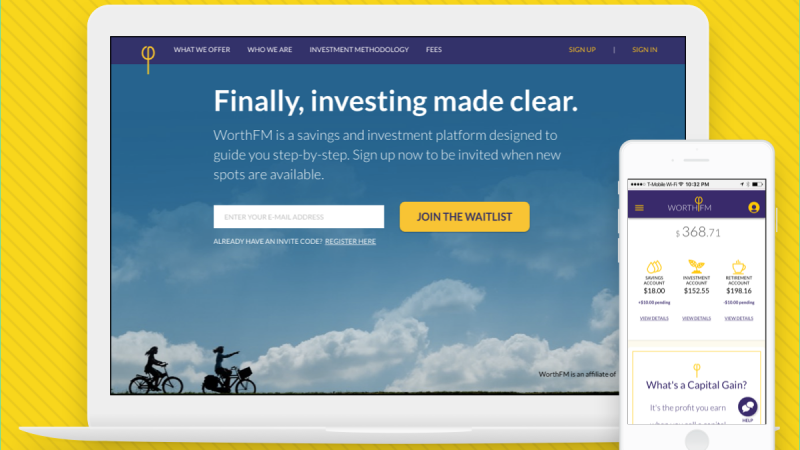 WHAT WE OFFER WHO WE ARE INVESTMENT METHODOLOGY FEES SIGN UP | SIGN IN
Finally, investing made clear.
WorthFM is a savings and investment platform designed to
guide you step-by-step. Sign up now to be invited when new
spots are available.
ENTER YOUR E-MAIL ADDRESS JOIN THE WAITLIST
ALREADY HAVE AN INVITE CODE? REGISTER HERE
WorthFM is an affiliate of
T-Mobile Wi-Fi 10:32 PM
WORTHFM
$ 368.71
SAVINGS ACCOUNT
$18.00
+$10.00 pending
VIEW DETAILS
INVESTMENT ACCOUNT
$152.55
VIEW DETAILS
RETIREMENT ACCOUNT
$198.16
-$10.00 pending
VIEW DETAILS
What's a Capital Gain?
It's the profit you earn
HELP